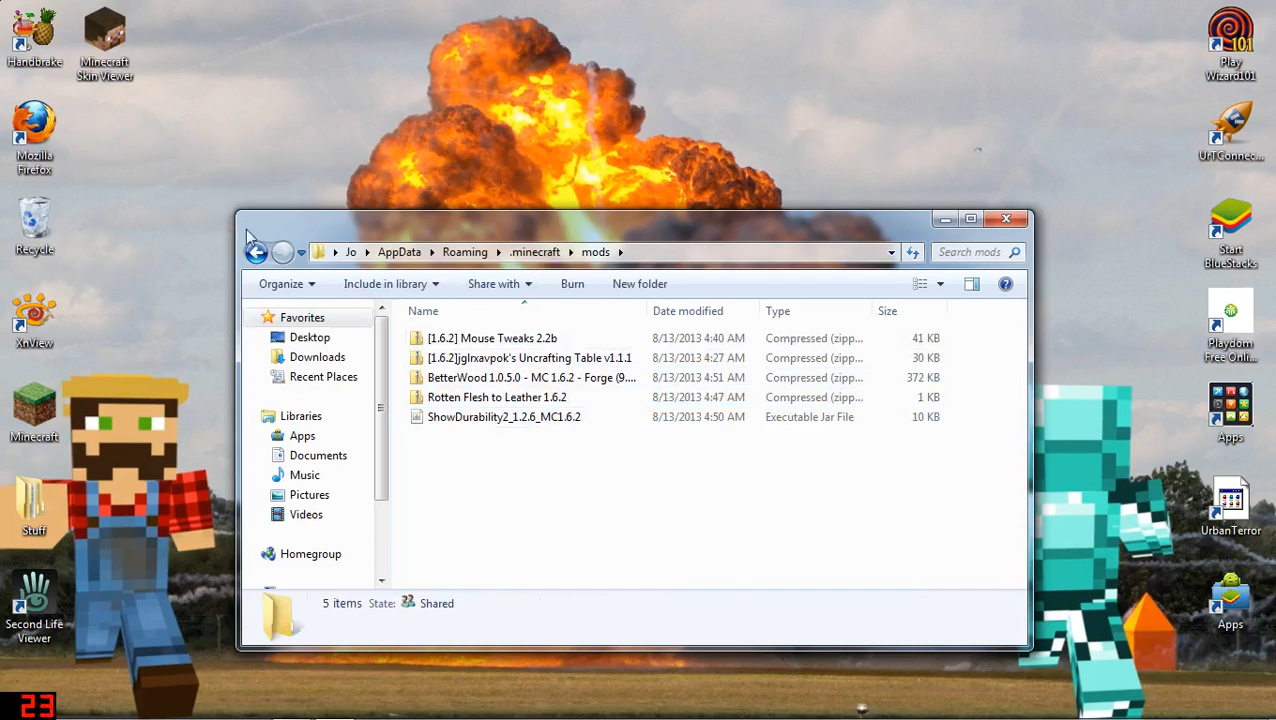 Handbrake
Minecraft
Skin Viewer
Mozilla
Firefox
Recycle
XnView
Minecraft
Stuff
Second Life
Viewer
23
101
Play
Wizard101
UrTConnec...
Start
BlueStacks
Playdom
Free Onli...
Apps
UrbanTerror
Apps
Jo AppData Roaming .minecraft mods
Search mods
Organize Include in library Share with Burn New folder
Favorites
Desktop
Downloads
Recent Places
Libraries
Apps
Documents
Music
Pictures
Videos
Homegroup
Name Date modified Type Size
[1.6.2] Mouse Tweaks 2.2b 8/13/2013 4:40 AM Compressed (zipp... 41 KB
[1.6.2]jglrxavpok's Uncrafting Table v1.1.1 8/13/2013 4:27 AM Compressed (zipp... 30 KB
BetterWood 1.0.5.0 - MC 1.6.2 - Forge (9.... 8/13/2013 4:51 AM Compressed (zipp... 372 KB
Rotten Flesh to Leather 1.6.2 8/13/2013 4:47 AM Compressed (zipp... 1 KB
ShowDurability2_1.2.6_MC1.6.2 8/13/2013 4:50 AM Executable Jar File 10 KB
5 items State: Shared